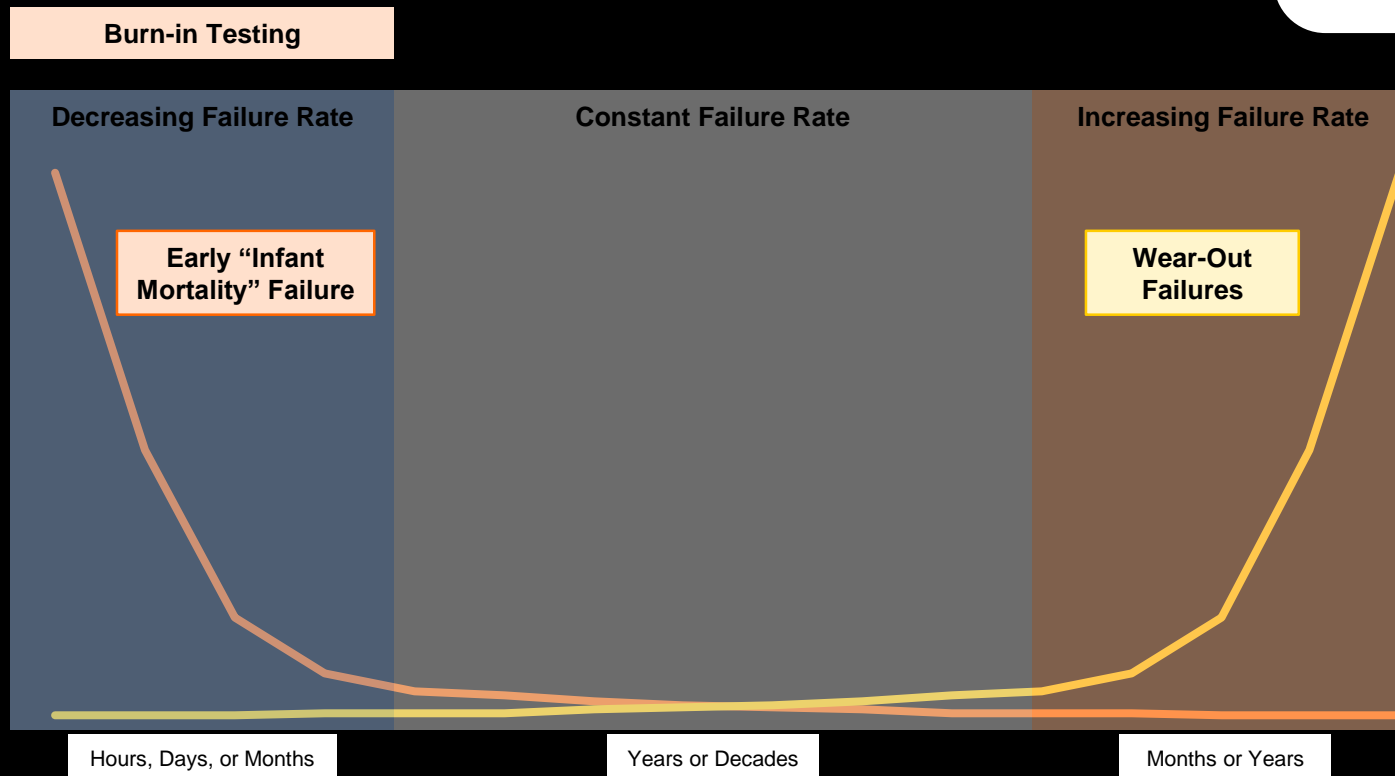 Burn-in Testing
Decreasing Failure Rate
Constant Failure Rate
Increasing Failure Rate
Early “Infant
Mortality” Failure
Wear-Out
Failures
Hours, Days, or Months
Years or Decades
Months or Years